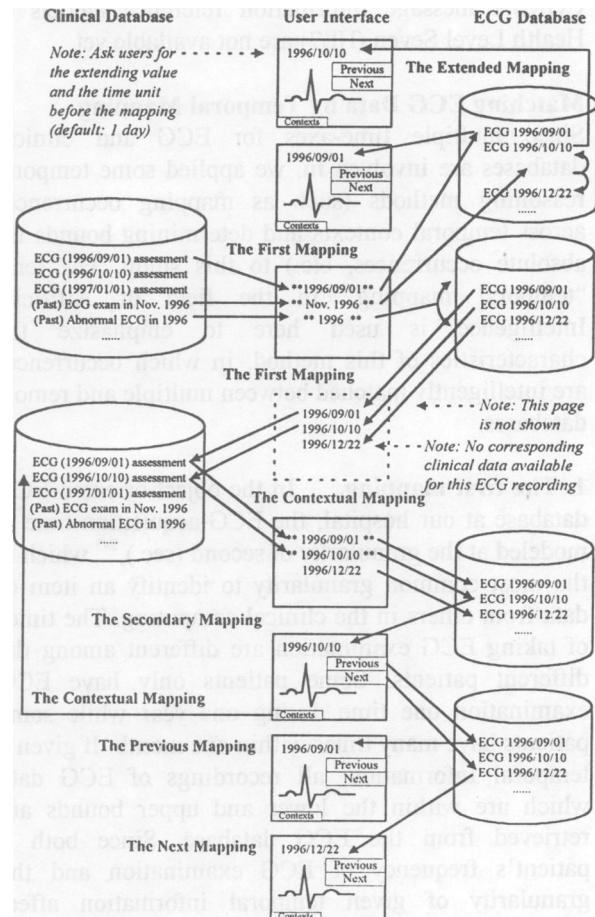 Clinical Database
User Interface
ECG Database
Note: Ask users for
the extending value
and the time unit
before the mapping
(default: 1 day)
1996/10/10
Previous
Next
Contexts
The Extended Mapping
1996/09/01
Previous
Next
Contexts
ECG 1996/09/01
ECG 1996/10/10
ECG 1996/12/22
......
The First Mapping
ECG (1996/09/01) assessment
ECG (1996/10/10) assessment
ECG (1997/01/01) assessment
(Past) ECG exam in Nov. 1996
(Past) Abnormal ECG in 1996
......
**1996/09/01**
** Nov. 1996 **
** 1996 **
ECG 1996/09/01
ECG 1996/10/10
ECG 1996/12/22
......
The First Mapping
1996/09/01
1996/10/10
1996/12/22
Note: This page
is not shown
Note: No corresponding
clinical data available
for this ECG recording
ECG (1996/09/01) assessment
ECG (1996/10/10) assessment
ECG (1997/01/01) assessment
(Past) ECG exam in Nov. 1996
(Past) Abnormal ECG in 1996
......
The Contextual Mapping
** 1996/09/01 **
1996/10/10
1996/12/22
ECG 1996/09/01
ECG 1996/10/10
ECG 1996/12/22
......
The Secondary Mapping
1996/10/10
Previous
Next
Contexts
The Contextual Mapping
The Previous Mapping
1996/09/01
Previous
Next
Contexts
ECG 1996/09/01
ECG 1996/10/10
ECG 1996/12/22
......
The Next Mapping
1996/12/22
Previous
Next
Contexts